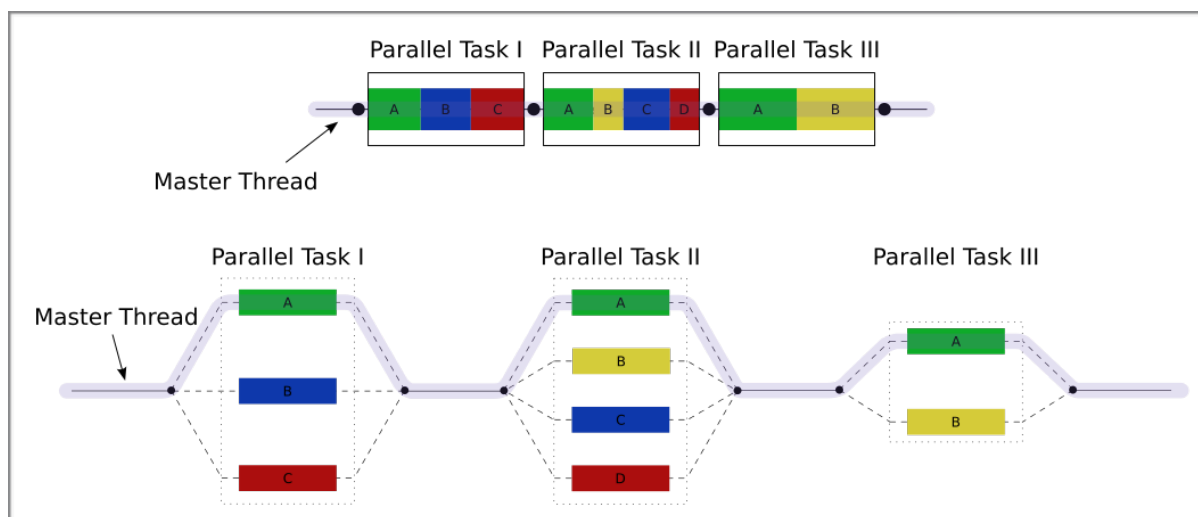 Parallel Task I Parallel Task II Parallel Task III
A B C A B C D A B
Master Thread
Parallel Task I Parallel Task II Parallel Task III
A A
Master Thread
A
B
B
C
B
C D